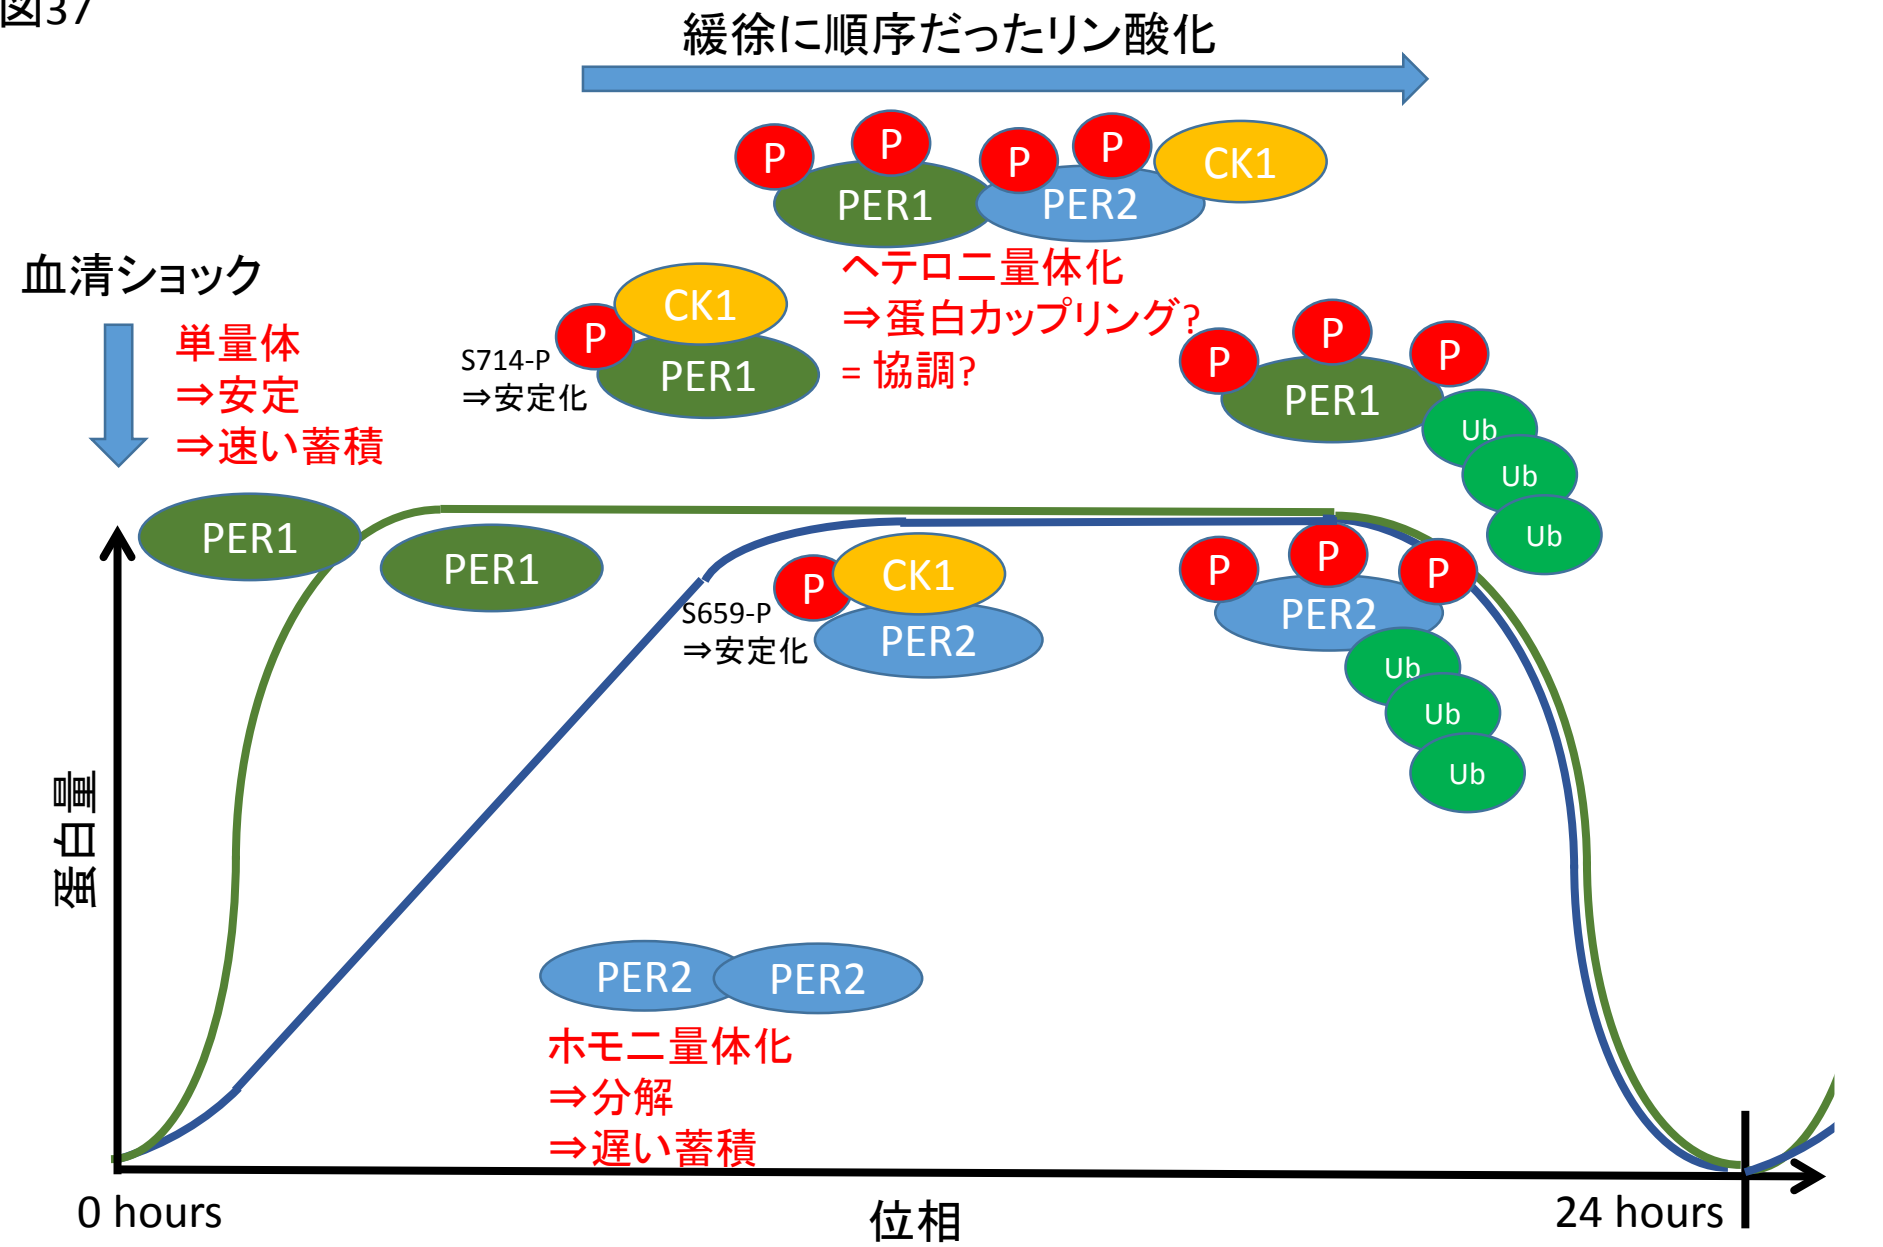 図37
緩徐に順序だったリン酸化
P
P
P
P
CK1
PER1
PER2
血清ショック
単量体
⇒安定
⇒速い蓄積
CK1
P
PER1
S714-P
⇒安定化
ヘテロ二量体化
⇒蛋白カップリング?
= 協調?
P
P
P
PER1
Ub
Ub
Ub
PER1
PER1
P
CK1
PER2
S659-P
⇒安定化
P
P
P
PER2
Ub
Ub
Ub
蛋白量
PER2
PER2
ホモ二量体化
⇒分解
⇒遅い蓄積
0 hours
位相
24 hours